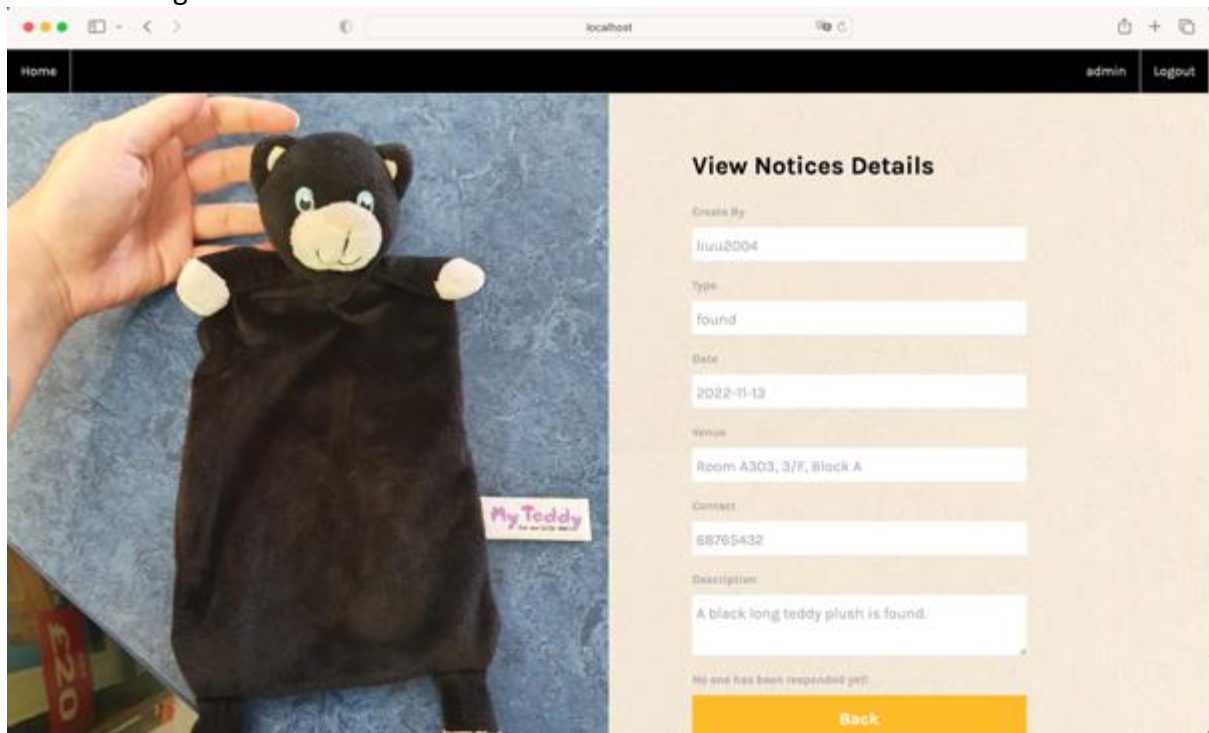 localhost
Home
admin
Logout
View Notices Details
Create By
liuu2004
Type
found
Date
2022-11-13
Venue
Room A303, 3/F, Block A
Contact
68765432
Description
A black long teddy plush is found.
No one has been responded yet!
Back
My Teddy
£20